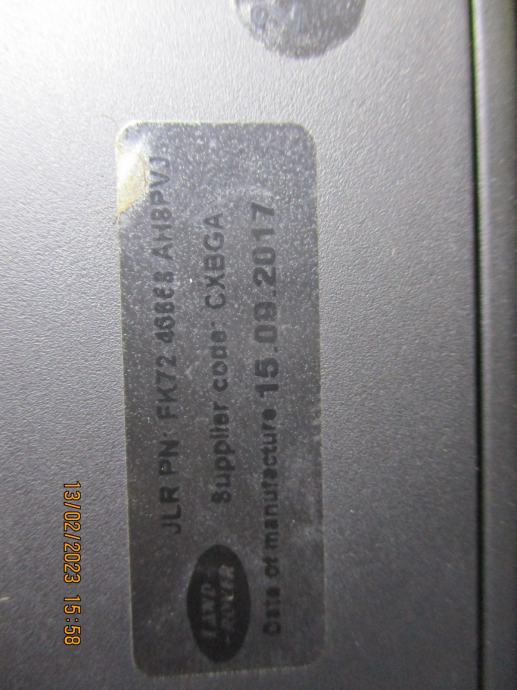 JLR PN: FK72 46868 AH8PVJ
Supplier code: CXBGA
Date of manufacture 15.09.2017
LAND
ROVER
13/02/2023 15:58